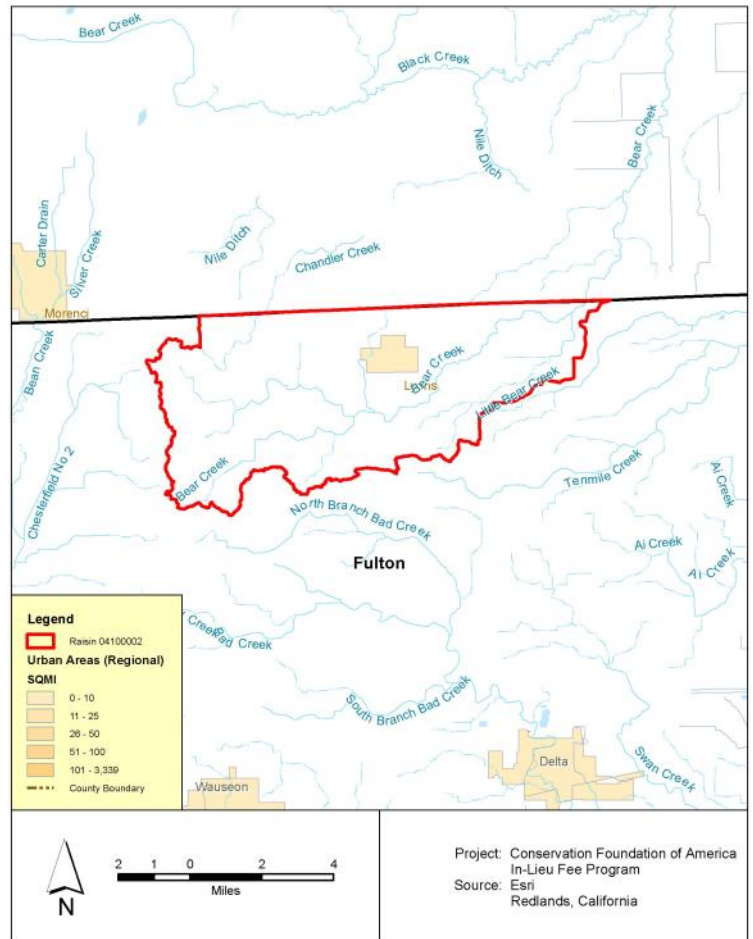 Bear Creek
Black Creek
Bear Creek
Nile Ditch
Carter Drain
Silver Creek
Nile Ditch
Chandler Creek
Morenci
Bean Creek
Bear Creek
Lyons
Little Bear Creek
Chesterfield No 2
Bear Creek
Tenmile Creek
Ai Creek
North Branch Bad Creek
Ai Creek
Fulton
Ai Creek
Creek
Bad Creek
South Branch Bad Creek
Swan Creek
Delta
Wauseon
Legend
Raisin 04100002
Urban Areas (Regional)
SQMI
0 - 10
11 - 25
26 - 50
51 - 100
101 - 3,339
County Boundary
N
2 1 0 2 4
Miles
Project: Conservation Foundation of America
In-Lieu Fee Program
Source: Esri
Redlands, California